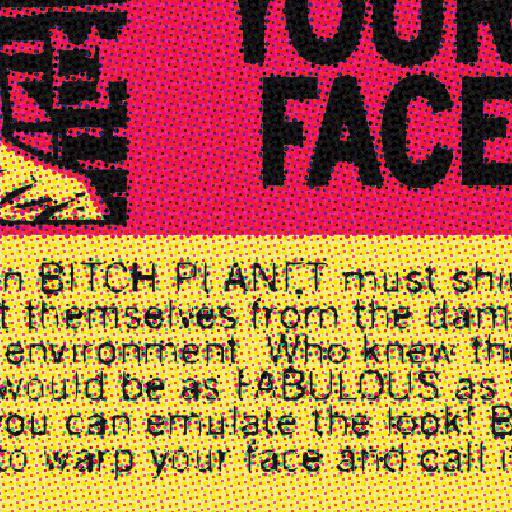 YOUR
FACE
n BITCH PLANET must shi
t themselves from the dam
environment. Who knew th
would be as FABULOUS as
you can emulate the look! B
to warp your face and call i